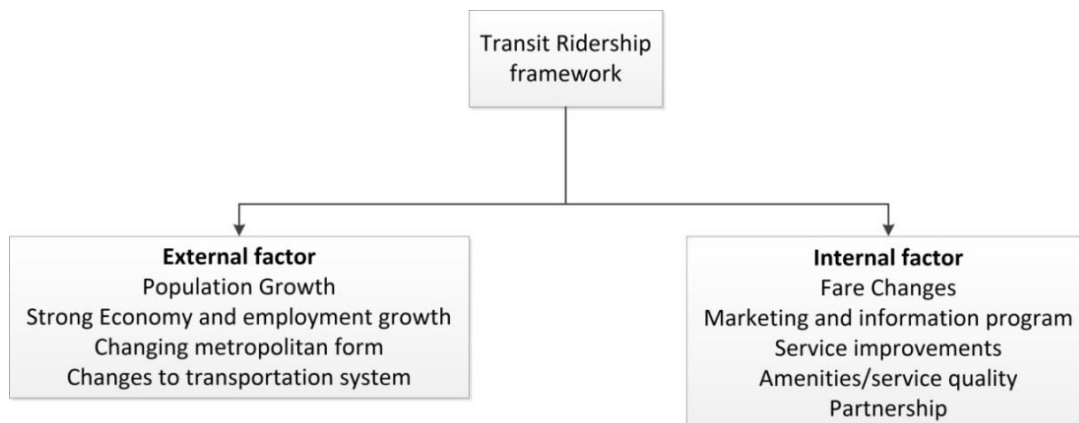 Transit Ridership
framework
External factor
Population Growth
Strong Economy and employment growth
Changing metropolitan form
Changes to transportation system
Internal factor
Fare Changes
Marketing and information program
Service improvements
Amenities/service quality
Partnership